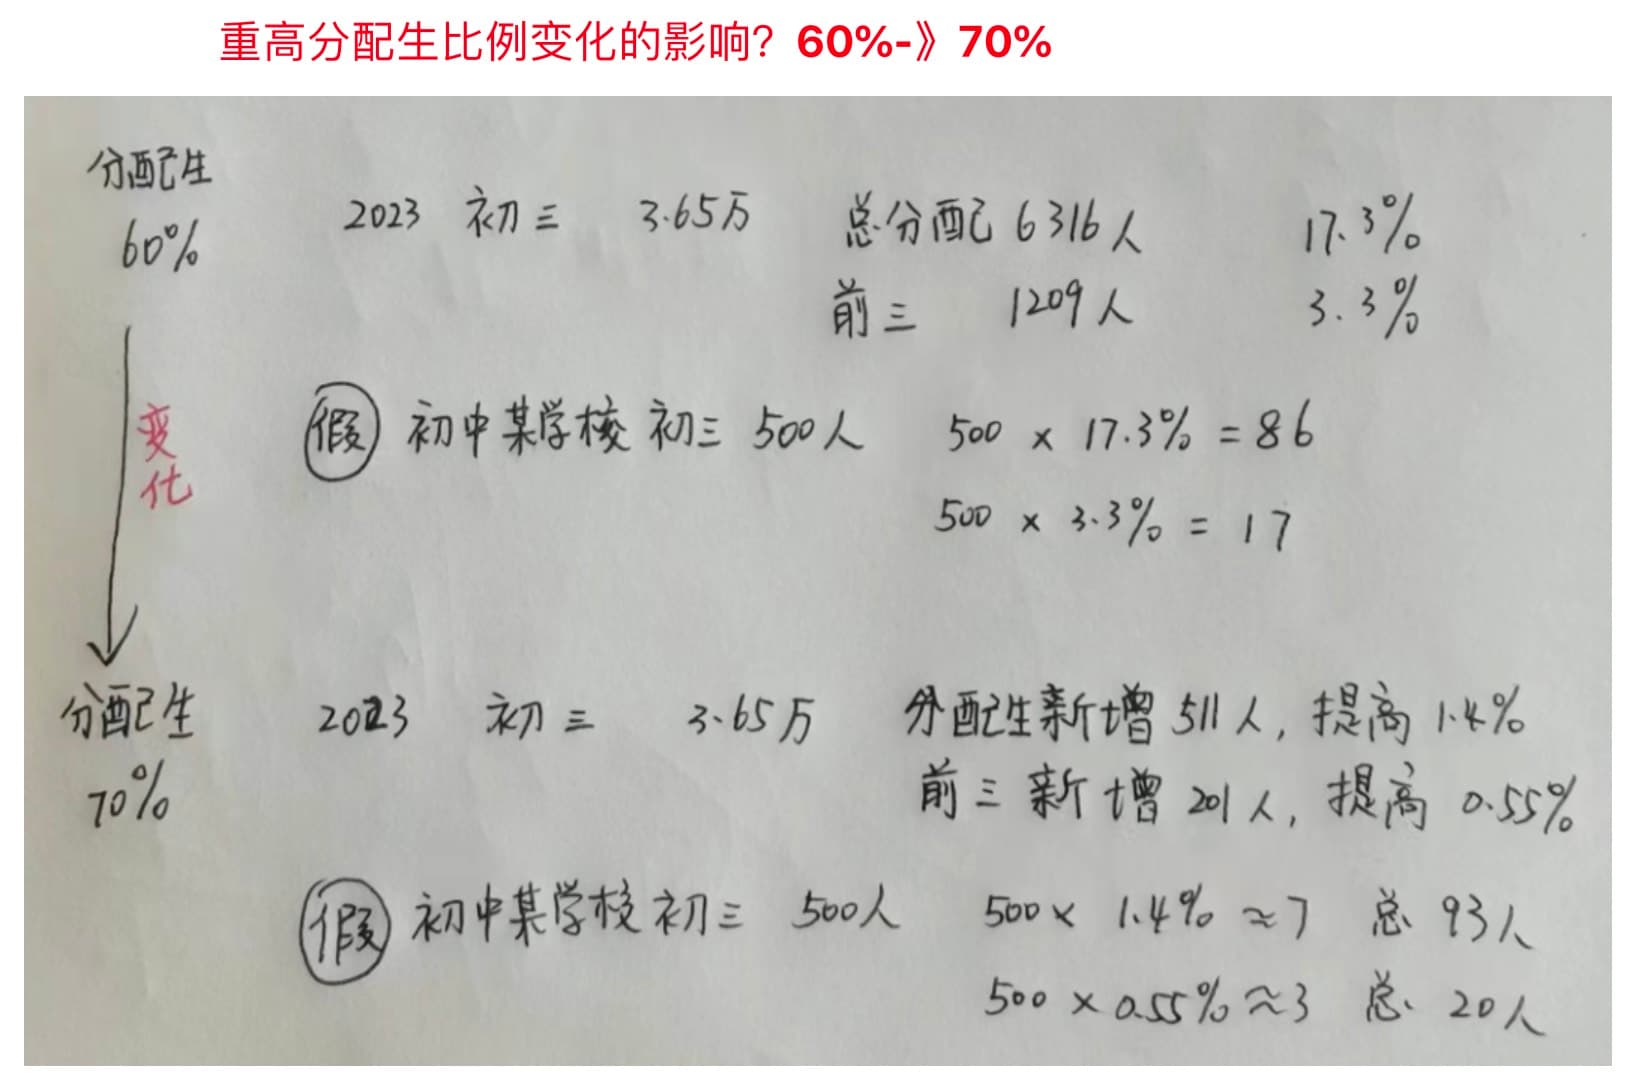 重高分配生比例变化的影响？60%-》70%
分配生
60%
2023 初三 3.65万 总分配 6316人 17.3%
前三 1209人 3.3%
变化
假 初中某学校 初三 500人 500 × 17.3% = 86
500 × 3.3% = 17
分配生
70%
2023 初三 3.65万 分配生新增 511人, 提高 1.4%
前三新增 201人, 提高 0.55%
假 初中某学校 初三 500人 500 × 1.4% ≈ 7 总 93人
500 × 0.55% ≈ 3 总 20人